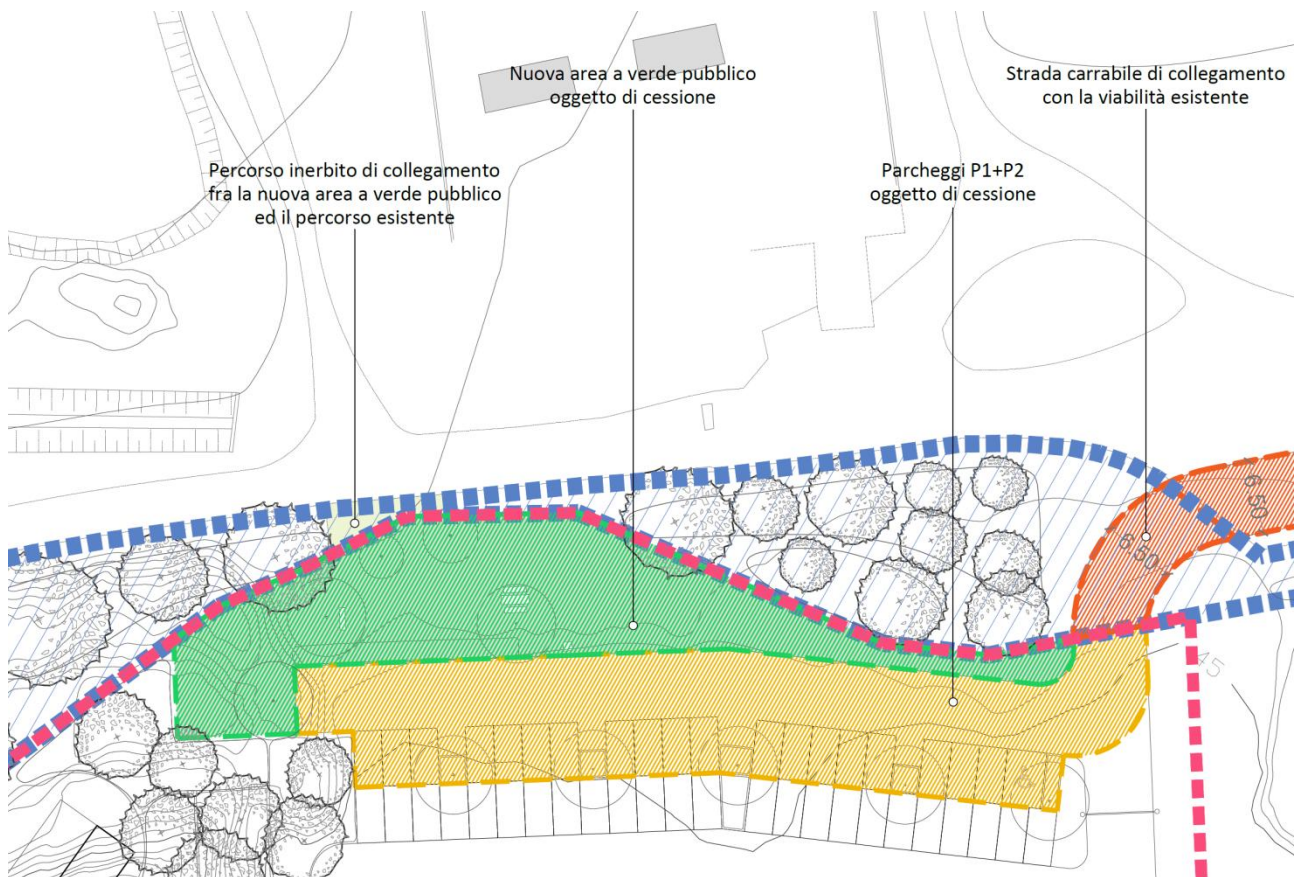 Nuova area a verde pubblico
oggetto di cessione
Strada carrabile di collegamento
con la viabilità esistente
Percorso inerbito di collegamento
fra la nuova area a verde pubblico
ed il percorso esistente
Parcheggi P1+P2
oggetto di cessione
6.50
6.50
45